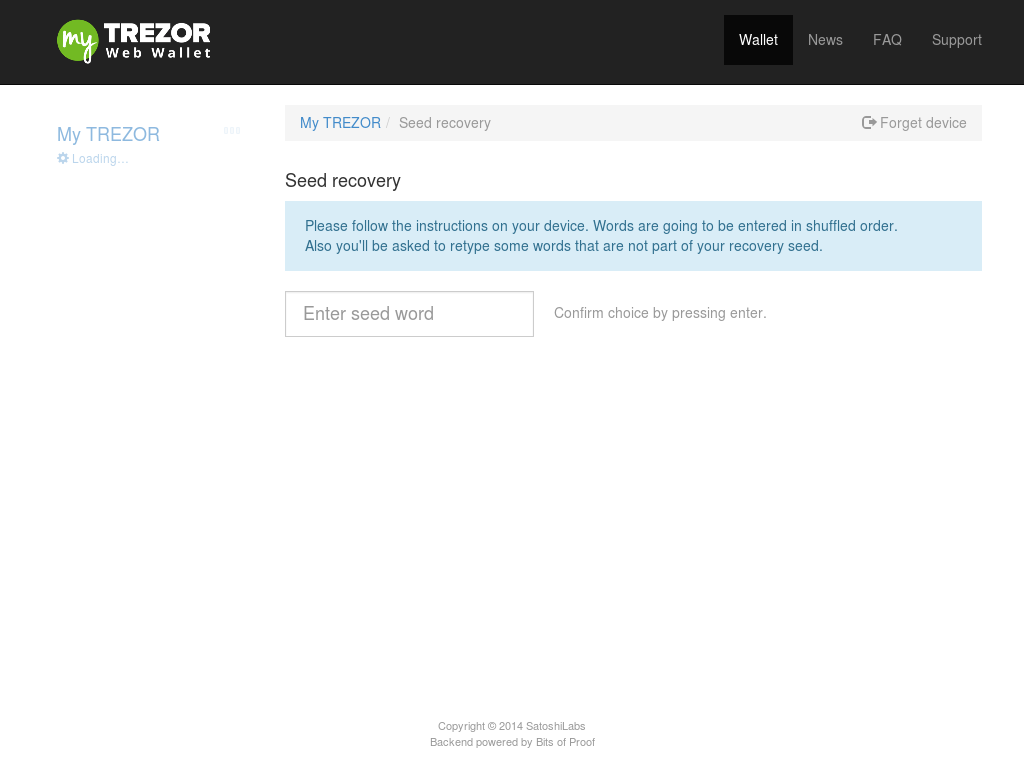 my TREZOR
Web Wallet
Wallet
News
FAQ
Support
My TREZOR
Loading…
My TREZOR / Seed recovery
Forget device
Seed recovery
Please follow the instructions on your device. Words are going to be entered in shuffled order.
Also you'll be asked to retype some words that are not part of your recovery seed.
Enter seed word
Confirm choice by pressing enter.
Copyright © 2014 SatoshiLabs
Backend powered by Bits of Proof